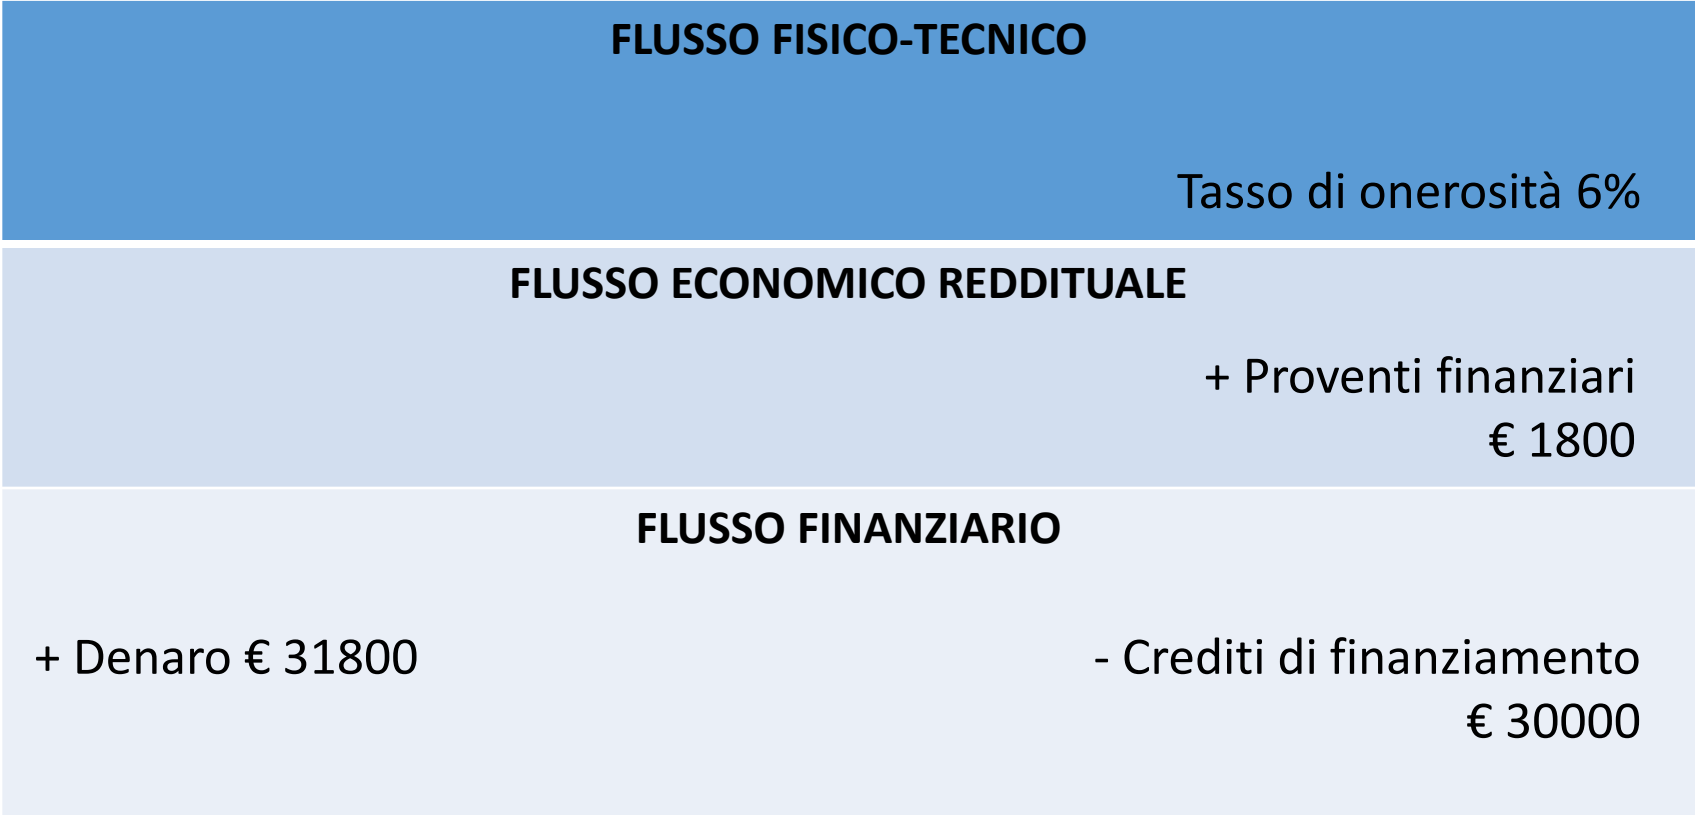 FLUSSO FISICO-TECNICO
Tasso di onerosità 6%
FLUSSO ECONOMICO REDDITUALE
+ Proventi finanziari
€ 1800
FLUSSO FINANZIARIO
+ Denaro € 31800
- Crediti di finanziamento
€ 30000